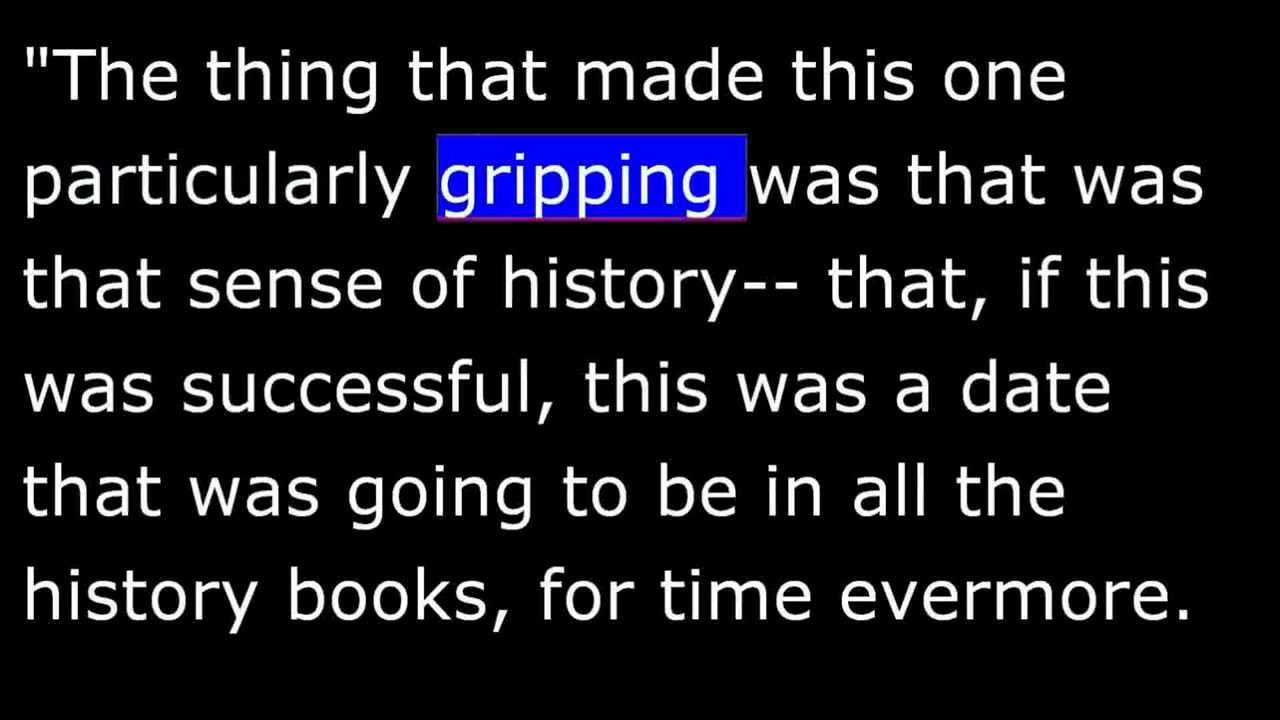 "The thing that made this one
particularly gripping was that was
that sense of history-- that, if this
was successful, this was a date
that was going to be in all the
history books, for time evermore.